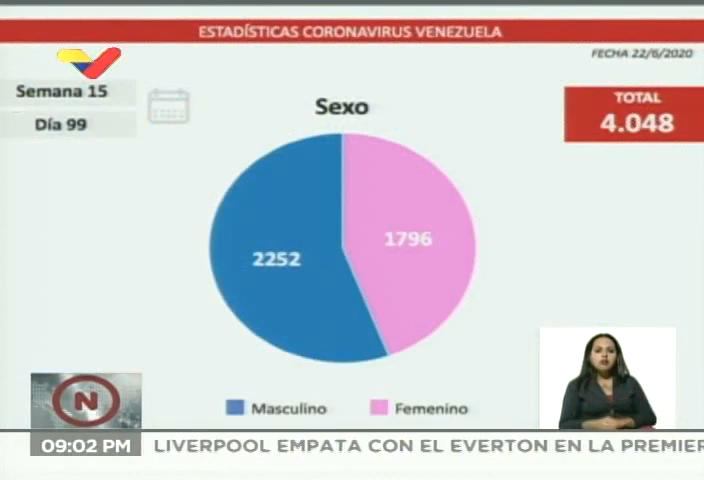 ESTADÍSTICAS CORONAVIRUS VENEZUELA
FECHA 22/6/2020
Semana 15
Día 99
Sexo
TOTAL
4.048
2252
1796
Masculino
Femenino
N
09:02 PM
LIVERPOOL EMPATA CON EL EVERTON EN LA PREMIER